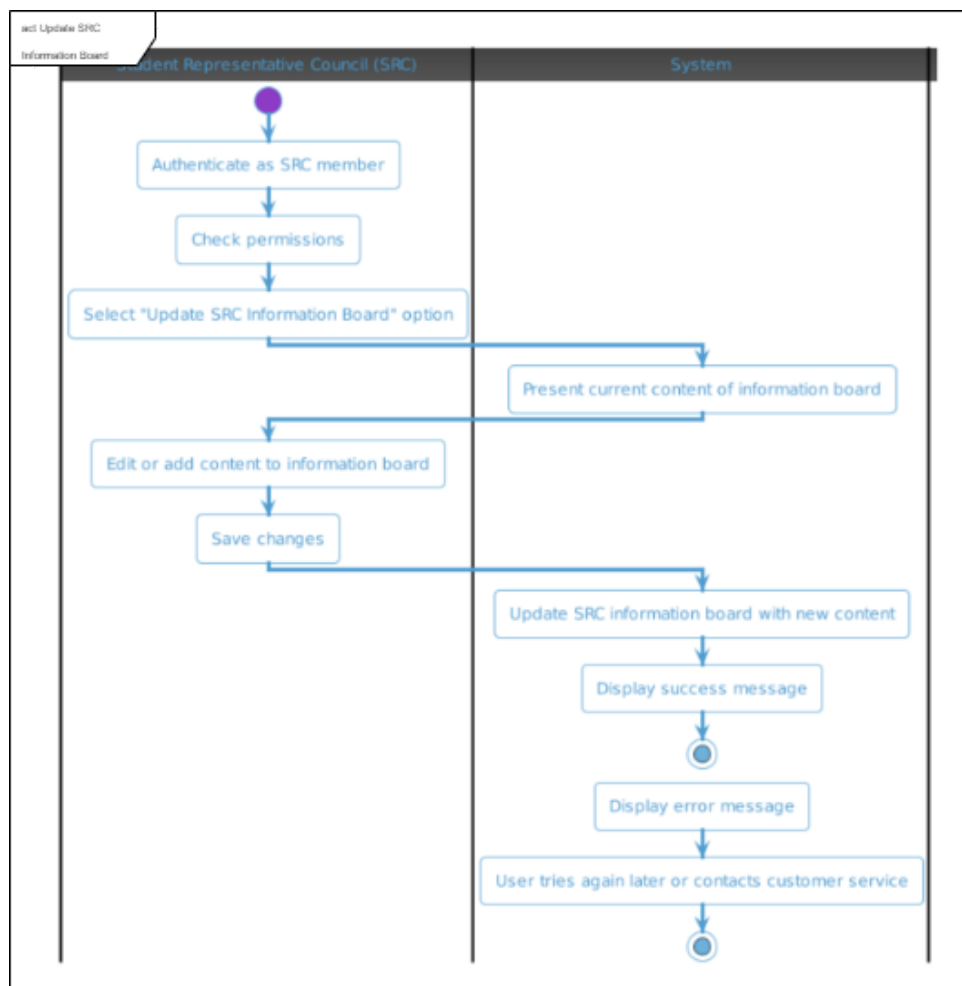 act Update SRC
Information Board
Student Representative Council (SRC)
System
Authenticate as SRC member
Check permissions
Select "Update SRC Information Board" option
Present current content of information board
Edit or add content to information board
Save changes
Update SRC information board with new content
Display success message
Display error message
User tries again later or contacts customer service